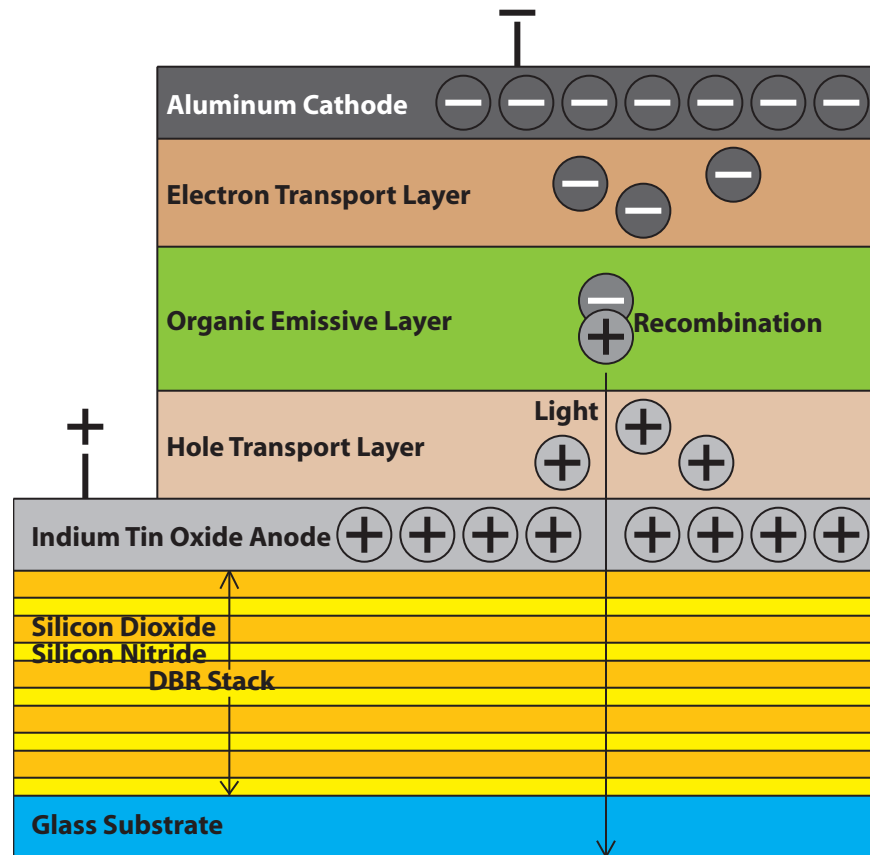 Aluminum Cathode
Electron Transport Layer
Organic Emissive Layer
Recombination
Light
Hole Transport Layer
Indium Tin Oxide Anode
Silicon Dioxide
Silicon Nitride
DBR Stack
Glass Substrate